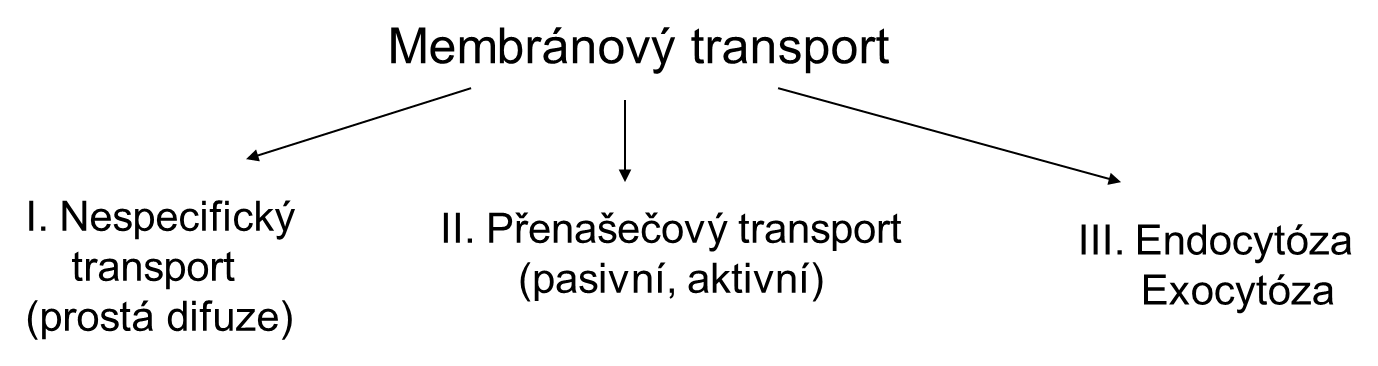 Membránový transport
I. Nespecifický
transport
(prostá difuze)
II. Přenašečový transport
(pasivní, aktivní)
III. Endocytóza
Exocytóza